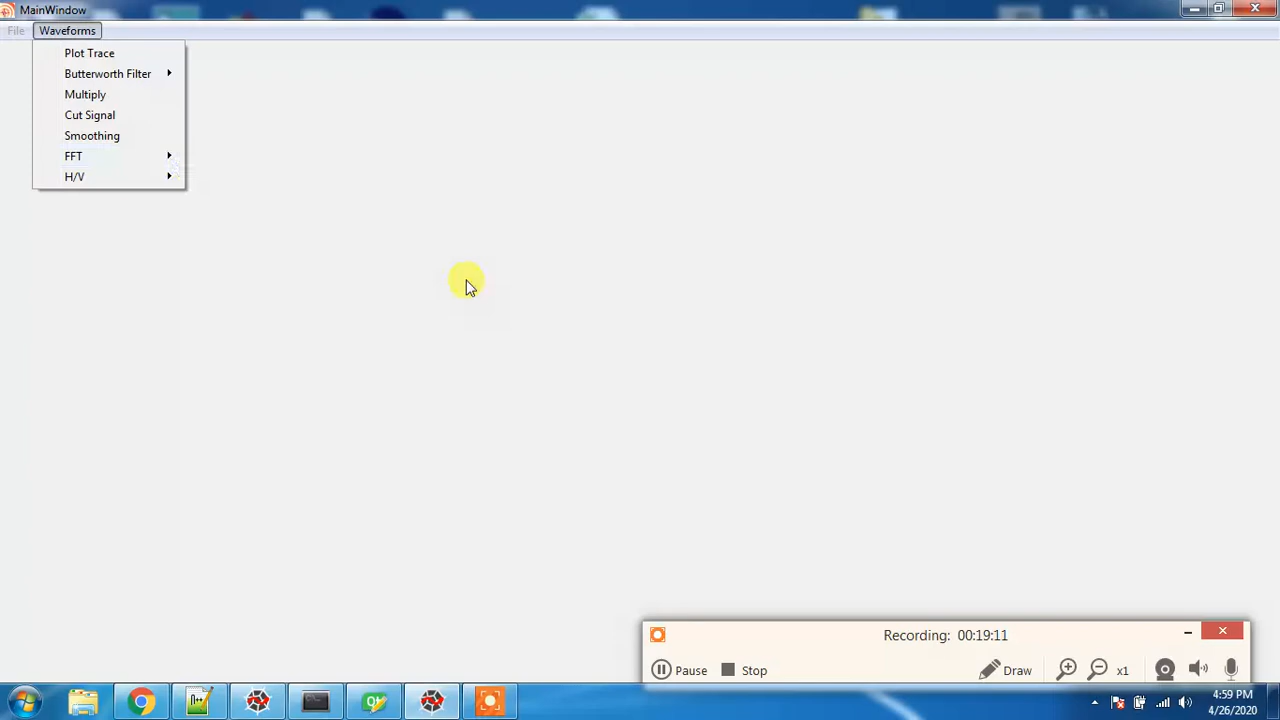 MainWindow
File Waveforms
Plot Trace
Butterworth Filter
Multiply
Cut Signal
Smoothing
FFT
H/V
Recording: 00:19:11
Pause Stop Draw x1
4:59 PM
4/26/2020